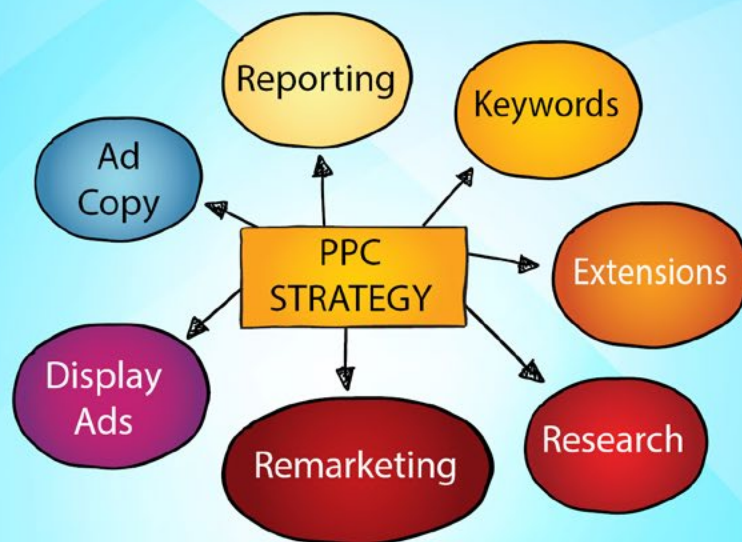 Reporting
Keywords
Ad
Copy
PPC
STRATEGY
Extensions
Display
Ads
Remarketing
Research